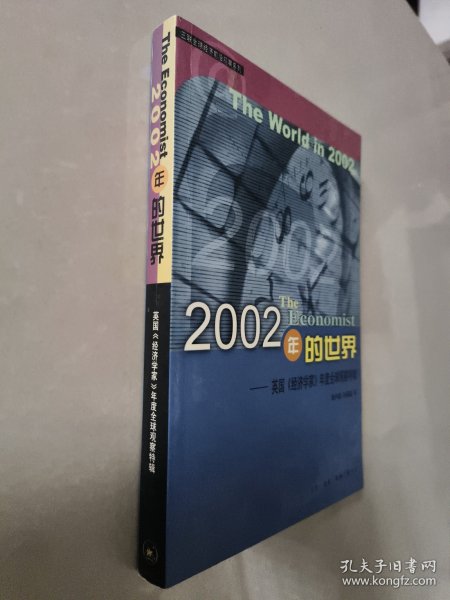 The Economist
2002年的世界
英国《经济学家》年度全球观察特辑
The World in 2002
2002
The
Economist
2002年的世界
——英国《经济学家》年度全球观察特辑
孔夫子旧书网
www.kongfz.com